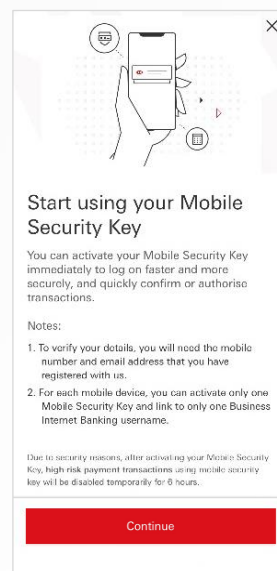 Start using your Mobile
Security Key
You can activate your Mobile Security Key
immediately to log on faster and more
securely, and quickly confirm or authorise
transactions.
Notes:
1. To verify your details, you will need the mobile
number and email address that you have
registered with us.
2. For each mobile device, you can activate only one
Mobile Security Key and link to only one Business
Internet Banking username.
Due to security reasons, after activating your Mobile Security
Key, high risk payment transactions using mobile security
key will be disabled temporarily for 6 hours.
Continue